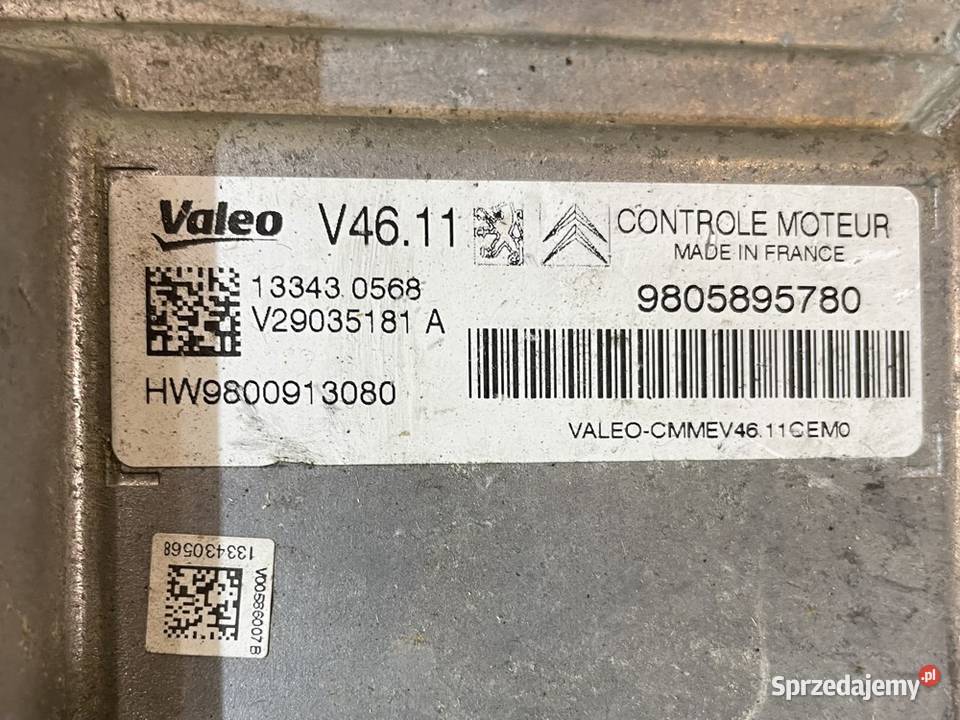 Valeo V46.11 CONTROLE MOTEUR
MADE IN FRANCE
13343 0568
V29035181 A
9805895780
HW9800913080
VALEO-CMMEV46.11CEM0
133430568
V00586007B
Sprzedajemy.pl